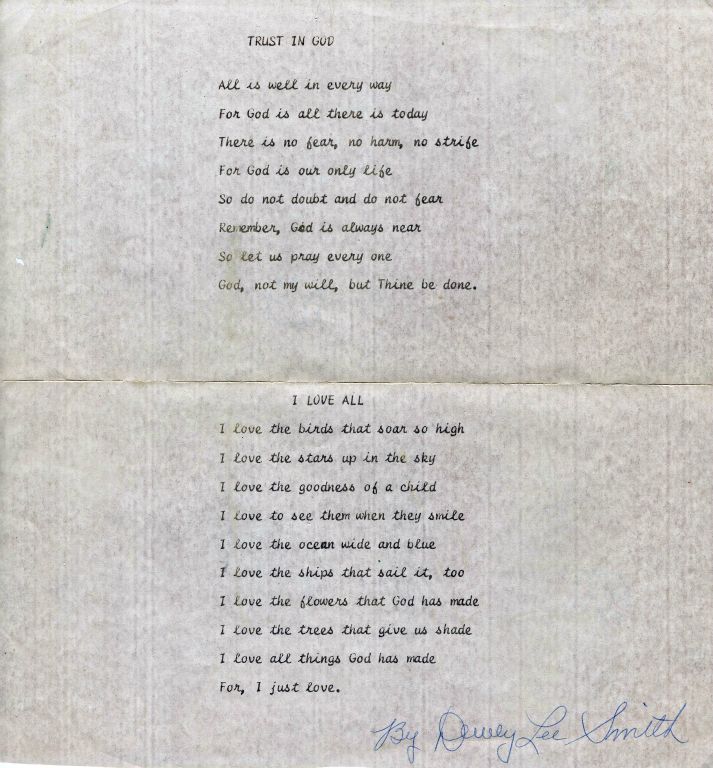 TRUST IN GOD
All is well in every way
For God is all there is today
There is no fear, no harm, no strife
For God is our only life
So do not doubt and do not fear
Remember, God is always near
So let us pray every one
God, not my will, but Thine be done.
I LOVE ALL
I love the birds that soar so high
I love the stars up in the sky
I love the goodness of a child
I love to see them when they smile
I love the ocean wide and blue
I love the ships that sail it, too
I love the flowers that God has made
I love the trees that give us shade
I love all things God has made
For, I just love.
By Dewey Lee Smith